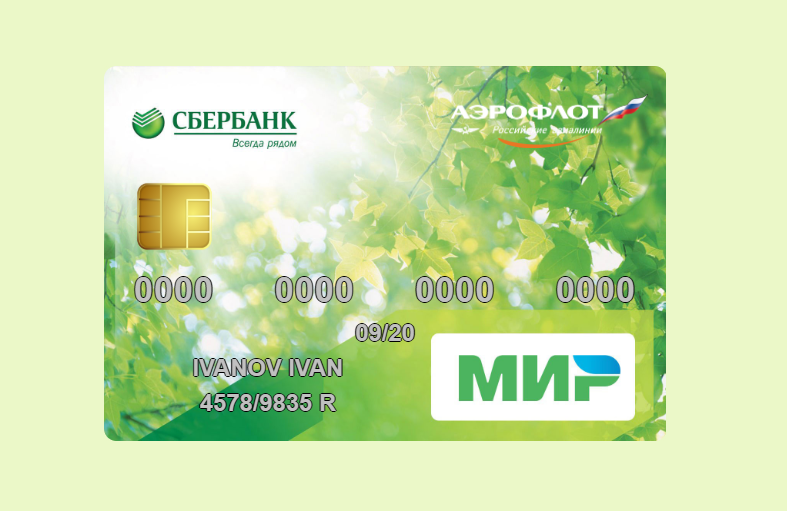 СБЕРБАНК
Всегда рядом
АЭРОФЛОТ
Российские авиалинии
0000 0000 0000 0000
09/20
IVANOV IVAN
4578/9835 R
МИР